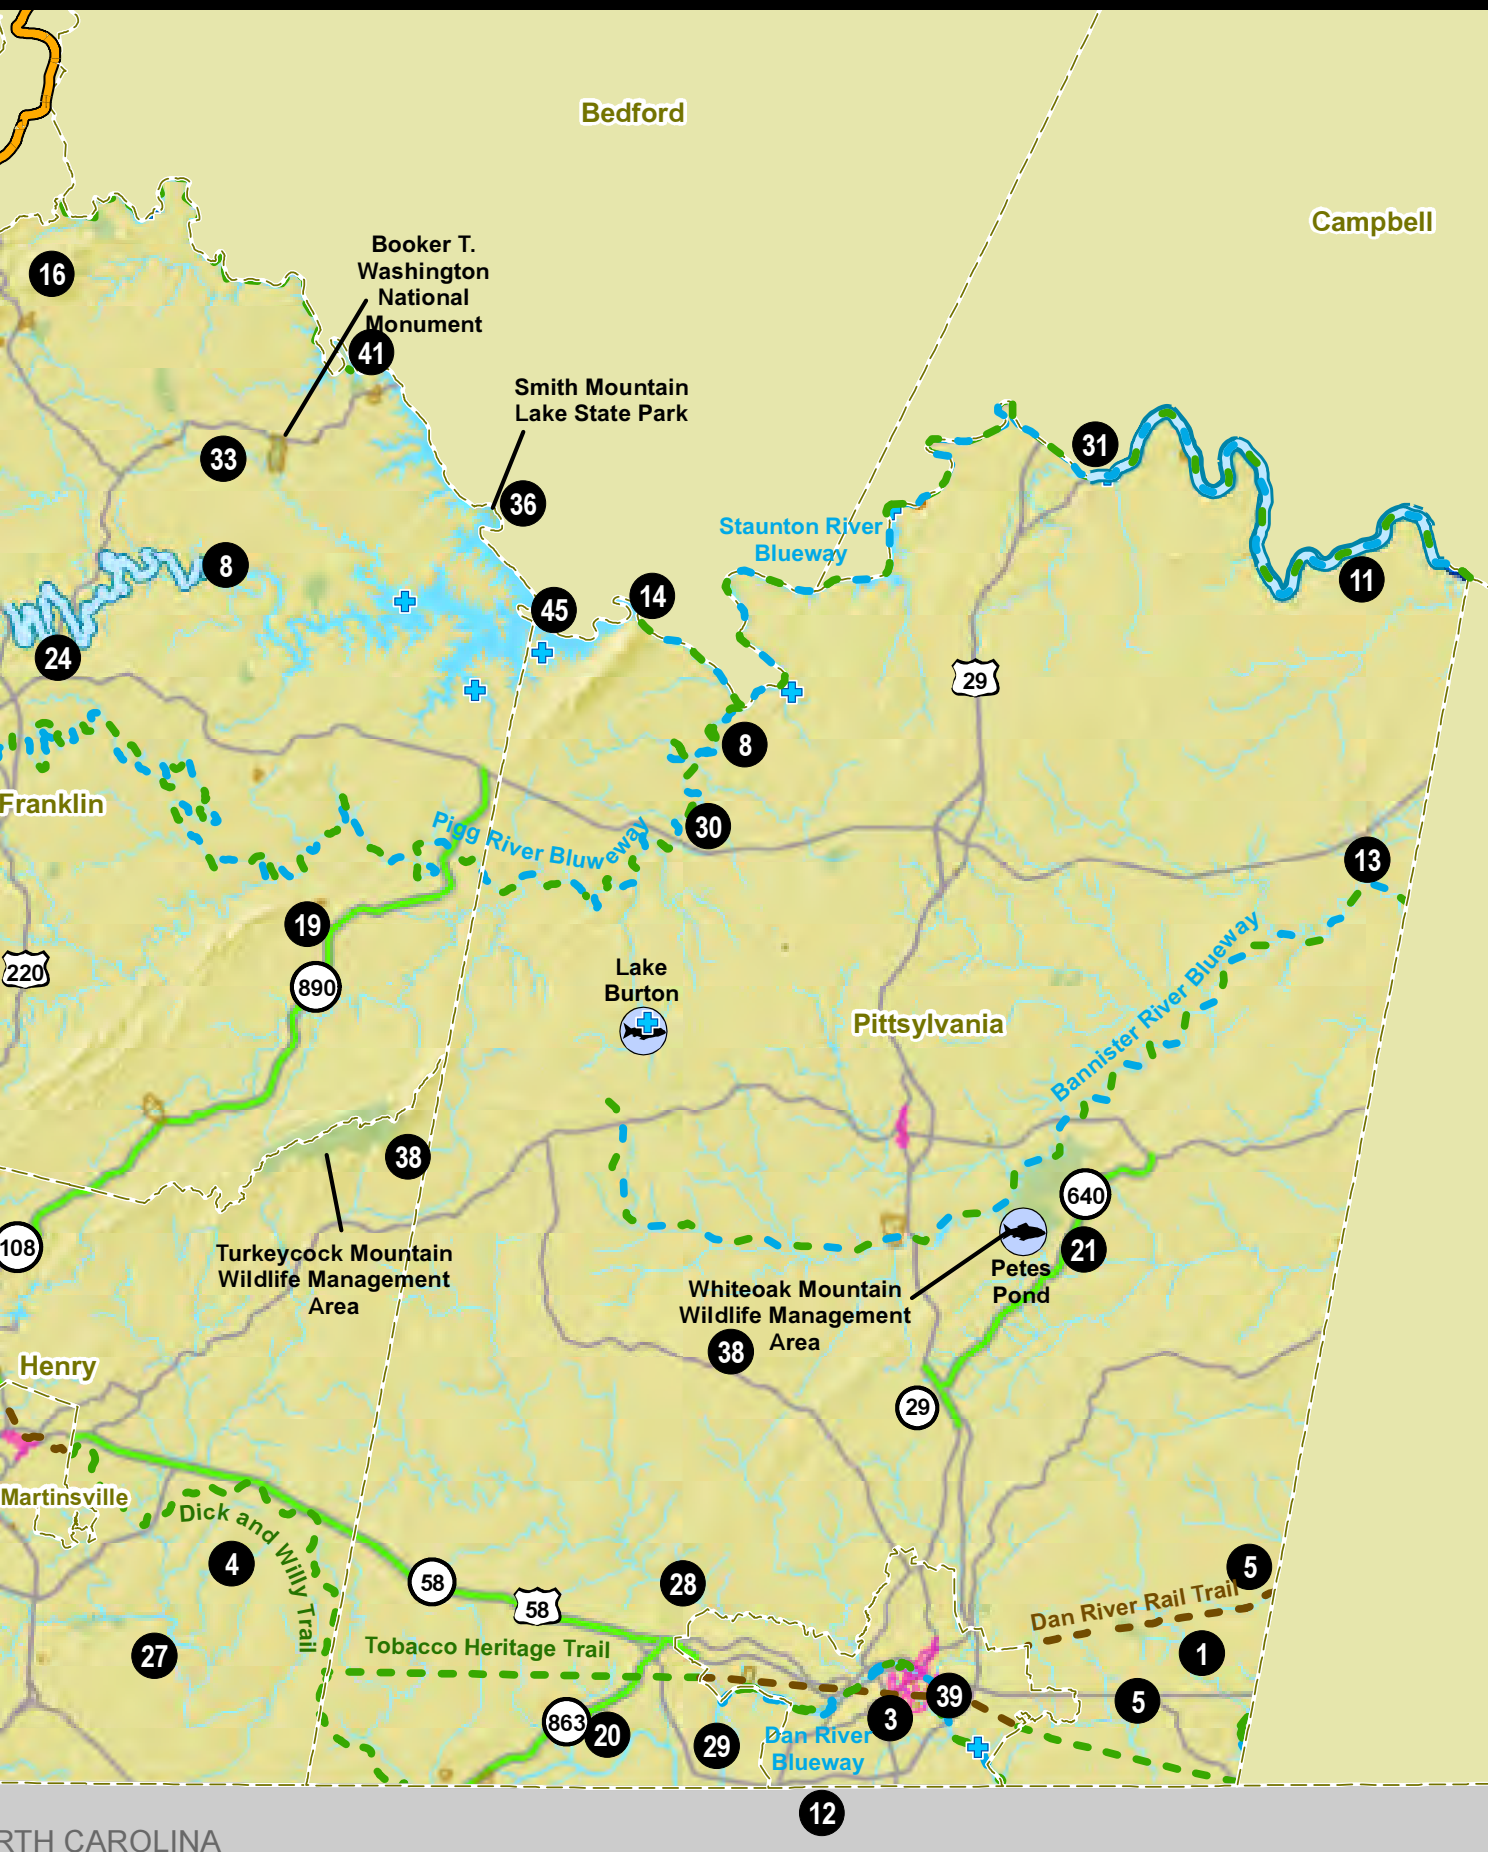 Bedford
Campbell
16
Booker T.
Washington
National
Monument
41
Smith Mountain
Lake State Park
33
36
31
Staunton River
Blueway
8
11
45
14
24
29
8
Franklin
Pigg River Bluweway
30
13
19
220
890
Lake
Burton
Pittsylvania
Bannister River Blueway
38
640
108
Turkeycock Mountain
Wildlife Management
Area
21
Petes
Pond
Whiteoak Mountain
Wildlife Management
Area
38
Henry
29
Martinsville
Dick and Willy Trail
4
58
58
28
5
Dan River Rail Trail
Tobacco Heritage Trail
27
1
863
20
29
Dan River
Blueway
3
39
5
12
RTH CAROLINA